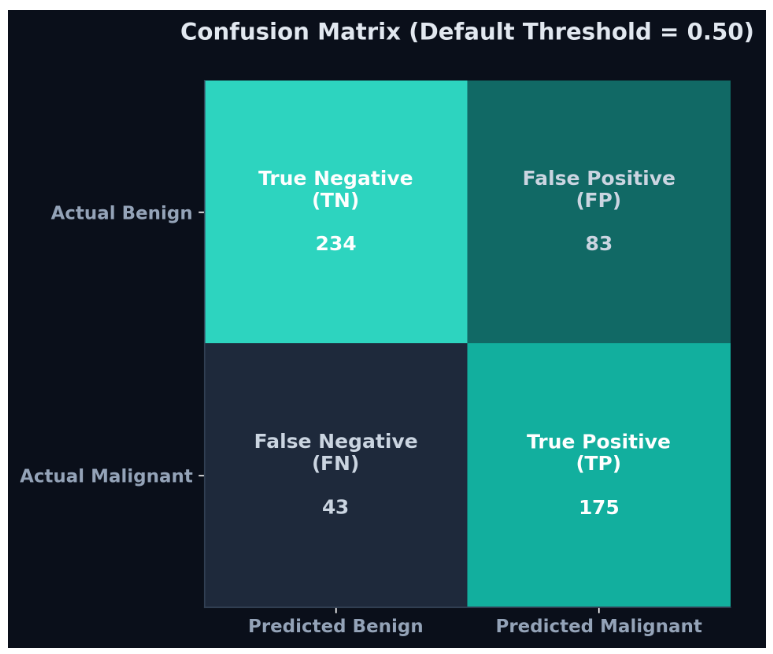 Confusion Matrix (Default Threshold = 0.50)
Actual Benign
True Negative
(TN)
234
False Positive
(FP)
83
Actual Malignant
False Negative
(FN)
43
True Positive
(TP)
175
Predicted Benign
Predicted Malignant